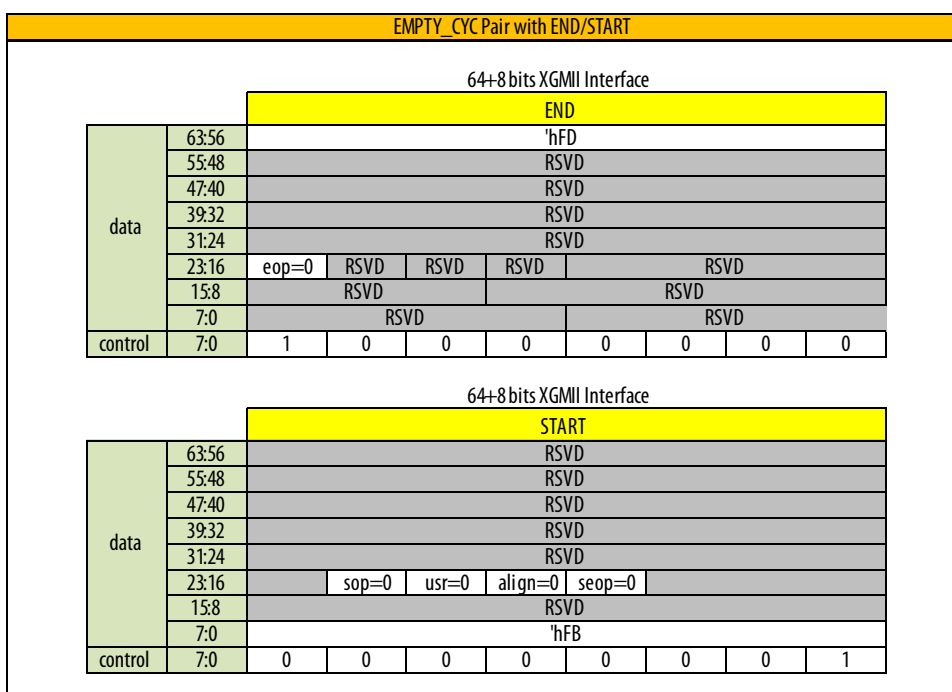 EMPTY_CYC Pair with END/START
64+8 bits XGMII Interface
END
data
63:56 'hFD
55:48 RSVD
47:40 RSVD
39:32 RSVD
31:24 RSVD
23:16 eop=0 RSVD RSVD RSVD RSVD
15:8 RSVD RSVD
7:0 RSVD RSVD
control 7:0 1 0 0 0 0 0 0 0
64+8 bits XGMII Interface
START
data
63:56 RSVD
55:48 RSVD
47:40 RSVD
39:32 RSVD
31:24 RSVD
23:16 sop=0 usr=0 align=0 seop=0
15:8 RSVD
7:0 'hFB
control 7:0 0 0 0 0 0 0 0 1